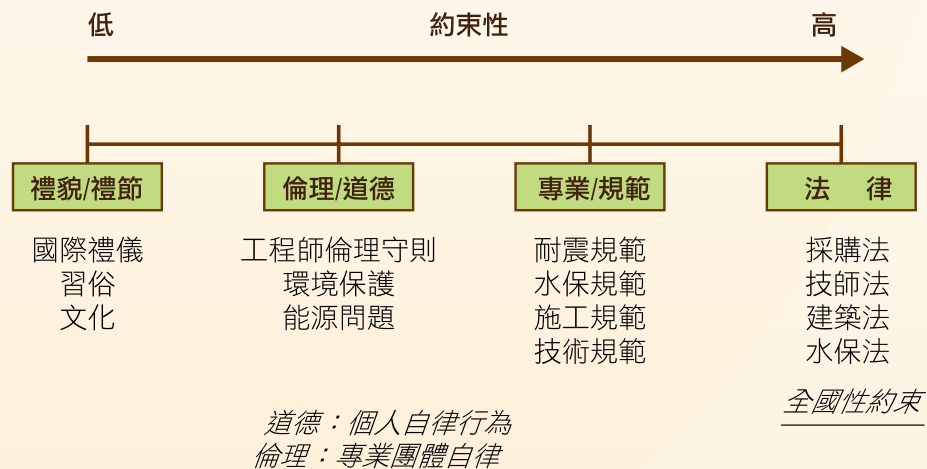 低 約束性 高
禮貌/禮節 倫理/道德 專業/規範 法 律
國際禮儀 工程師倫理守則 耐震規範 採購法
習俗 環境保護 水保規範 技師法
文化 能源問題 施工規範 建築法
技術規範 水保法
全國性約束
道德：個人自律行為
倫理：專業團體自律